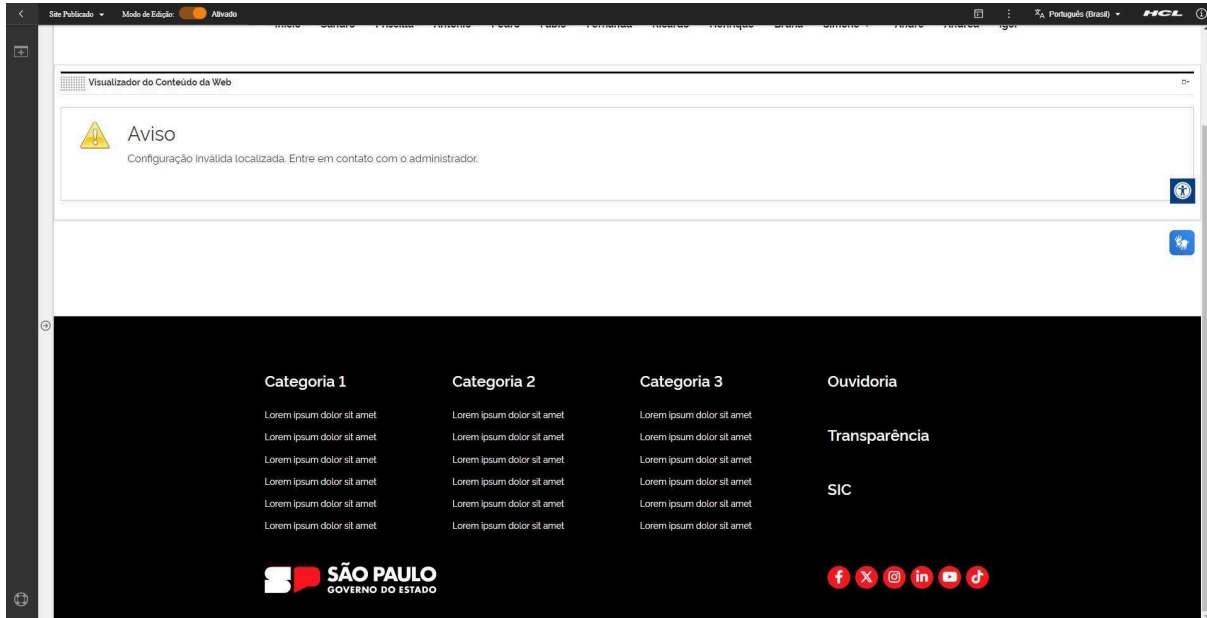 Site Publicado Modo de Edição: Ativado Português (Brasil) HCL
Visualizador do Conteúdo da Web
Aviso
Configuração inválida localizada. Entre em contato com o administrador.
Categoria 1 Categoria 2 Categoria 3 Ouvidoria
Lorem ipsum dolor sit amet Lorem ipsum dolor sit amet Lorem ipsum dolor sit amet
Lorem ipsum dolor sit amet Lorem ipsum dolor sit amet Lorem ipsum dolor sit amet Transparência
Lorem ipsum dolor sit amet Lorem ipsum dolor sit amet Lorem ipsum dolor sit amet
Lorem ipsum dolor sit amet Lorem ipsum dolor sit amet Lorem ipsum dolor sit amet SIC
Lorem ipsum dolor sit amet Lorem ipsum dolor sit amet Lorem ipsum dolor sit amet
Lorem ipsum dolor sit amet Lorem ipsum dolor sit amet Lorem ipsum dolor sit amet
SP SÃO PAULO
GOVERNO DO ESTADO